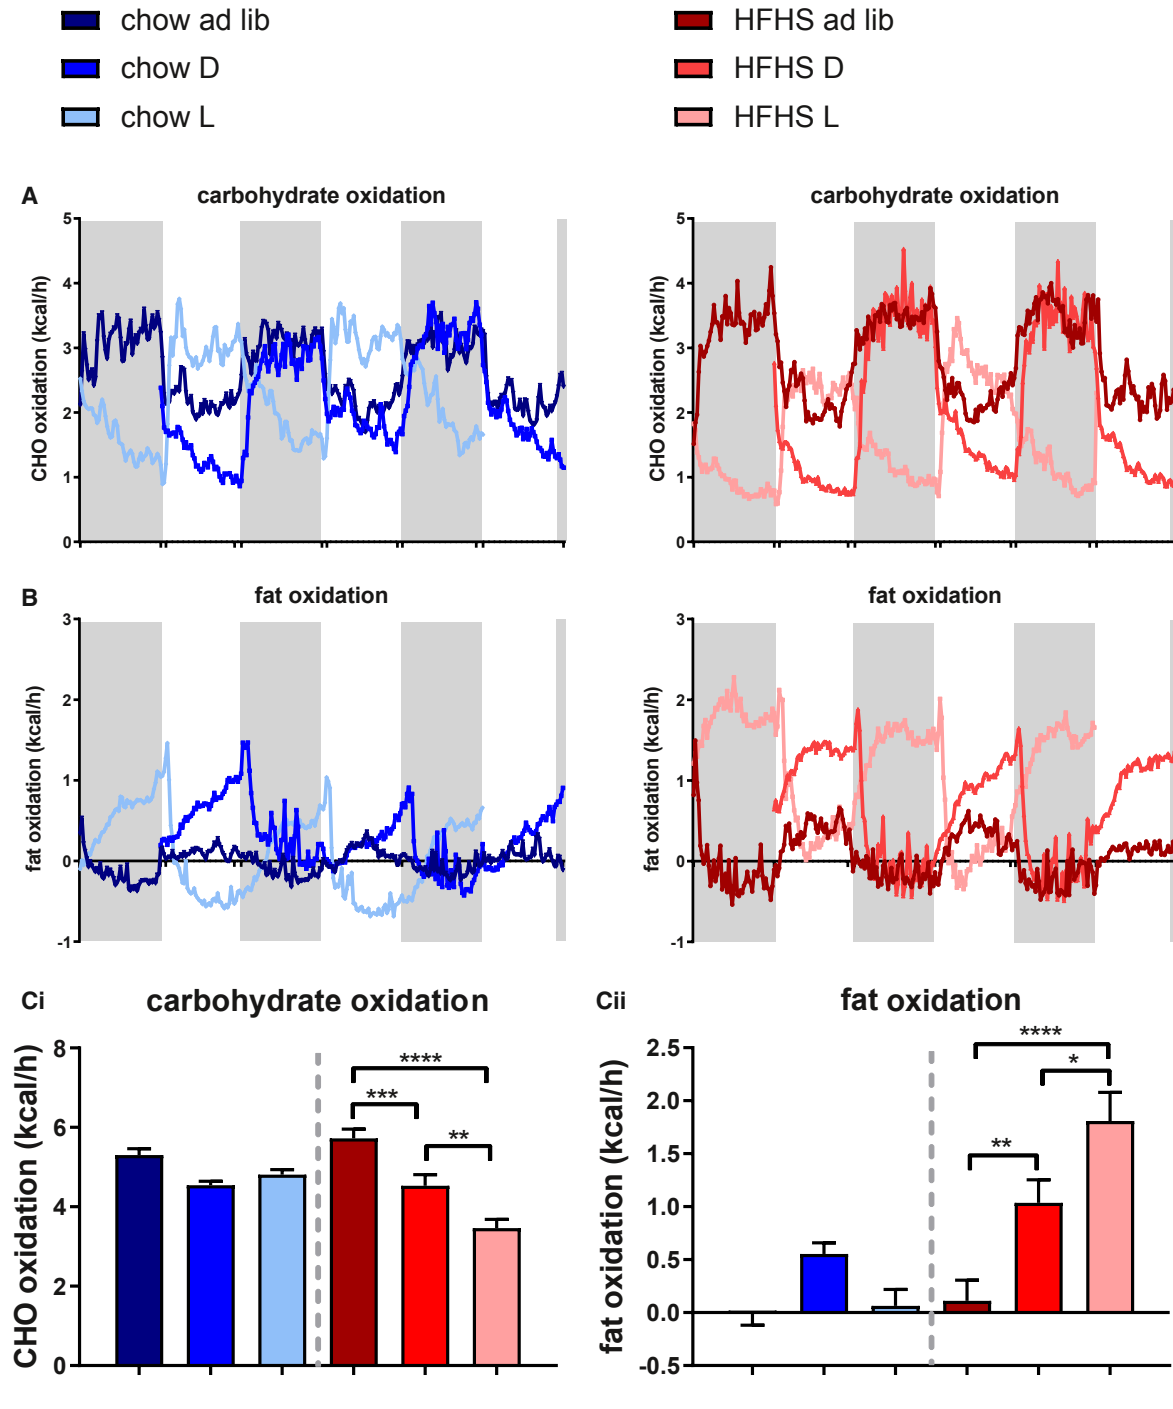 chow ad lib
chow D
chow L
HFHS ad lib
HFHS D
HFHS L
A
carbohydrate oxidation
CHO oxidation (kcal/h)
5
4
3
2
1
0
carbohydrate oxidation
5
4
3
2
1
0
B
fat oxidation
fat oxidation (kcal/h)
3
2
1
0
-1
fat oxidation
fat oxidation (kcal/h)
3
2
1
0
-1
Ci
carbohydrate oxidation
CHO oxidation (kcal/h)
8
6
4
2
0
****
***
**
Cii
fat oxidation
fat oxidation (kcal/h)
2.5
2.0
1.5
1.0
0.5
0.0
-0.5
****
*
**
CHO oxidation (kcal/h)